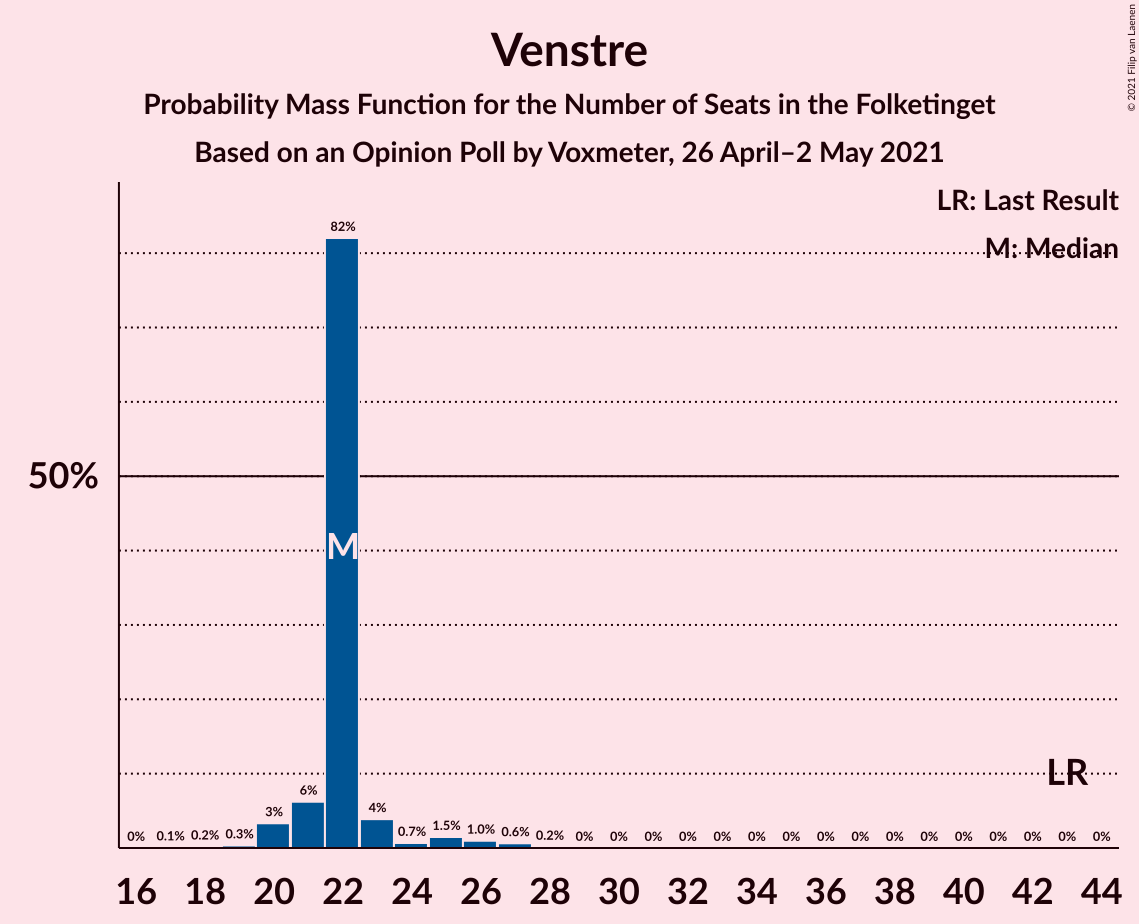 Venstre
Probability Mass Function for the Number of Seats in the Folketinget
Based on an Opinion Poll by Voxmeter, 26 April–2 May 2021
© 2021 Filip van Laenen
LR: Last Result
M: Median
82%
50%
M
LR
0% 0.1% 0.2% 0.3% 3% 6% 4% 0.7% 1.5% 1.0% 0.6% 0.2% 0% 0% 0% 0% 0% 0% 0% 0% 0% 0% 0% 0% 0% 0% 0% 0%
16 18 20 22 24 26 28 30 32 34 36 38 40 42 44